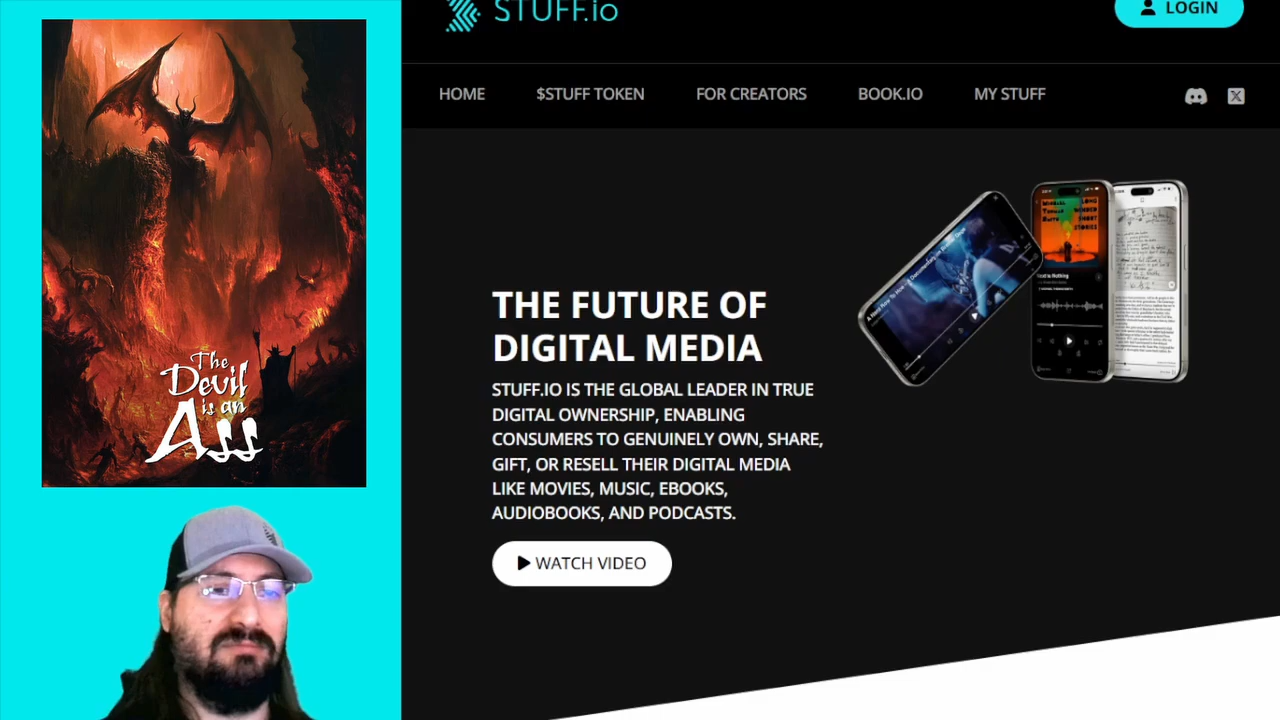 The
Devil
is an
Ass
STUFF.io
LOGIN
HOME $STUFF TOKEN FOR CREATORS BOOK.IO MY STUFF
THE FUTURE OF
DIGITAL MEDIA
STUFF.IO IS THE GLOBAL LEADER IN TRUE
DIGITAL OWNERSHIP, ENABLING
CONSUMERS TO GENUINELY OWN, SHARE,
GIFT, OR RESELL THEIR DIGITAL MEDIA
LIKE MOVIES, MUSIC, EBOOKS,
AUDIOBOOKS, AND PODCASTS.
WATCH VIDEO